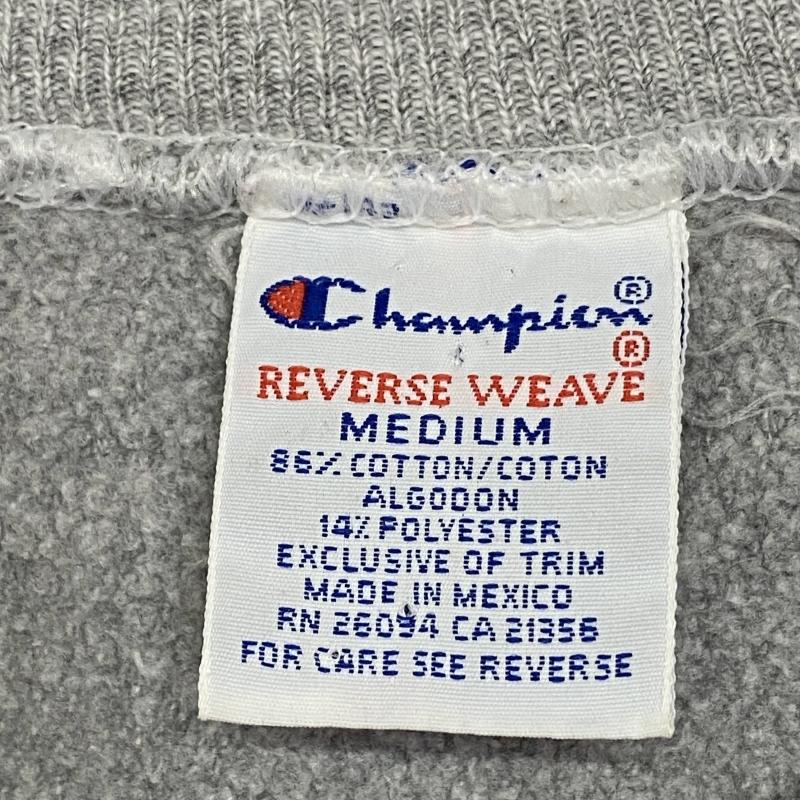 Champion®
®
REVERSE WEAVE
MEDIUM
86% COTTON/COTON
ALGODON
14% POLYESTER
EXCLUSIVE OF TRIM
MADE IN MEXICO
RN 26094 CA 21356
FOR CARE SEE REVERSE